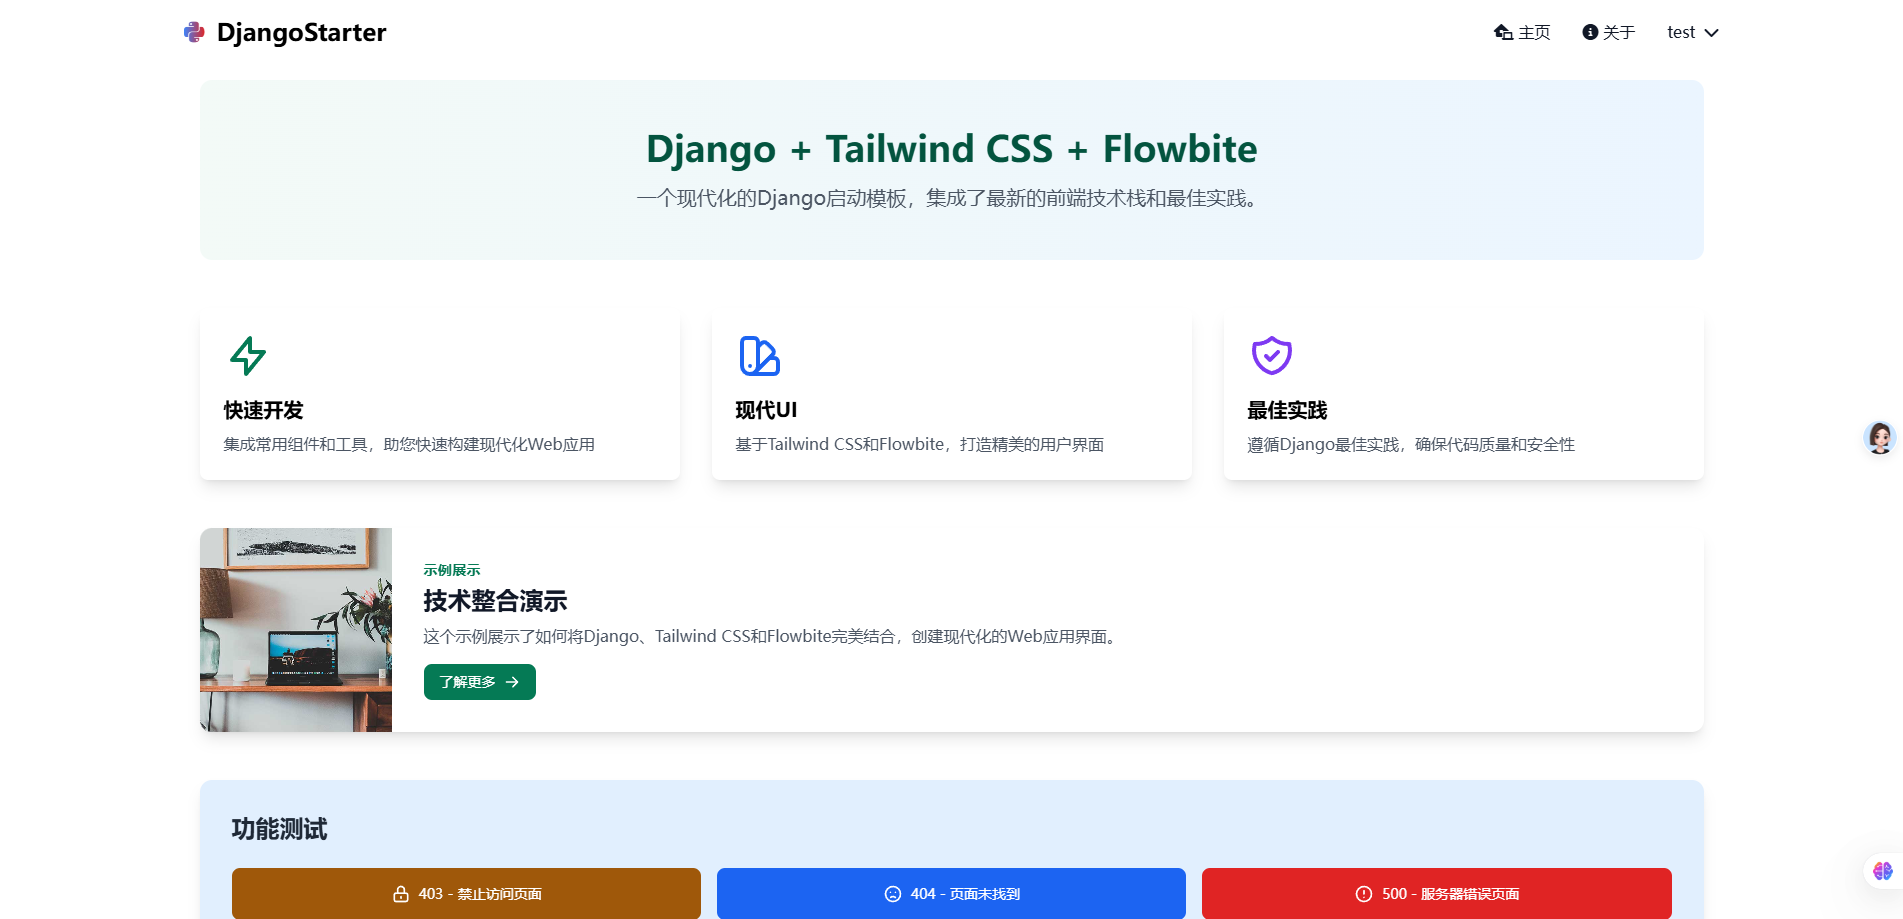 DjangoStarter
主页
关于
test
Django + Tailwind CSS + Flowbite
一个现代化的Django启动模板，集成了最新的前端技术栈和最佳实践。
快速开发
集成常用组件和工具，助您快速构建现代化Web应用
现代UI
基于Tailwind CSS和Flowbite，打造精美的用户界面
最佳实践
遵循Django最佳实践，确保代码质量和安全性
示例展示
技术整合演示
这个示例展示了如何将Django、Tailwind CSS和Flowbite完美结合，创建现代化的Web应用界面。
了解更多
功能测试
403 - 禁止访问页面
404 - 页面未找到
500 - 服务器错误页面